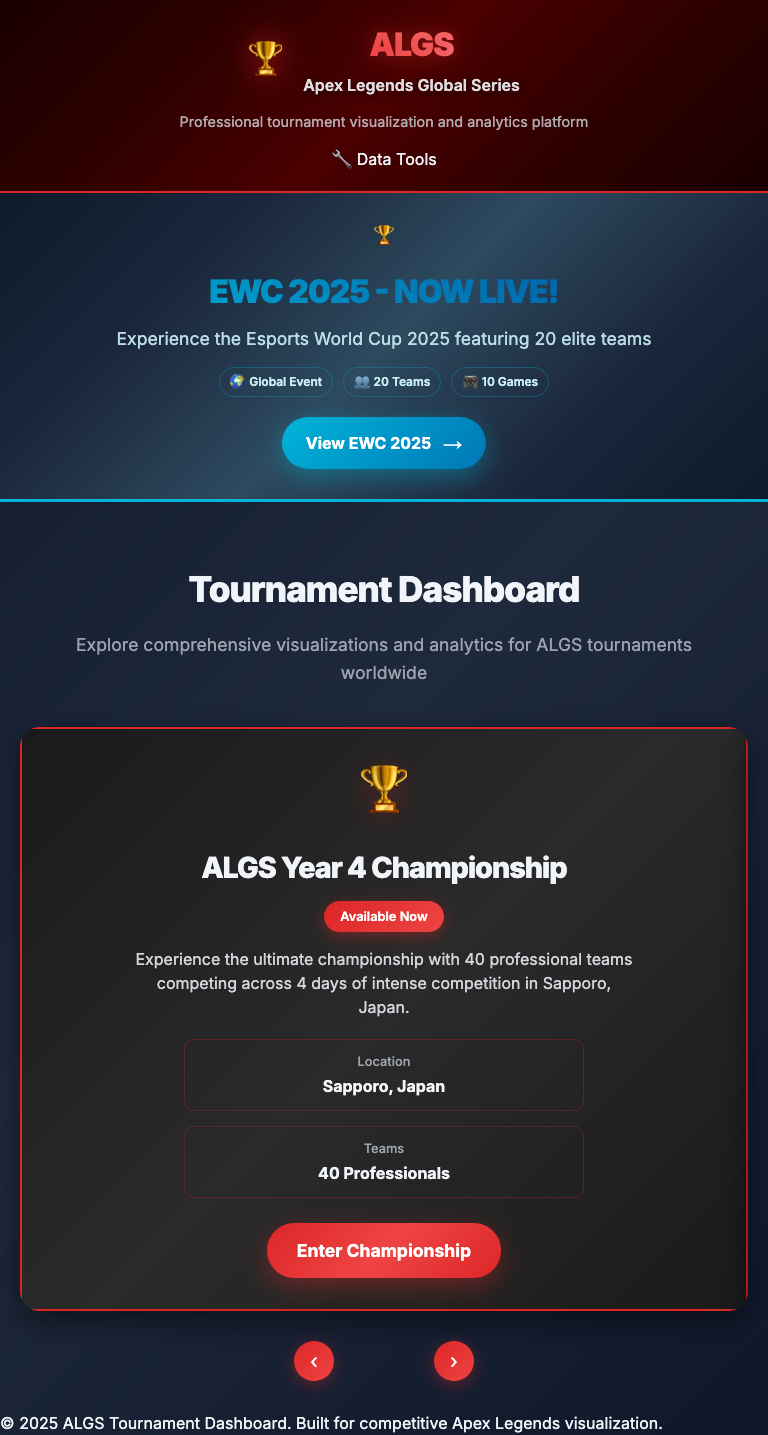 ALGS
Apex Legends Global Series
Professional tournament visualization and analytics platform
Data Tools
EWC 2025 - NOW LIVE!
Experience the Esports World Cup 2025 featuring 20 elite teams
Global Event
20 Teams
10 Games
View EWC 2025 →
Tournament Dashboard
Explore comprehensive visualizations and analytics for ALGS tournaments
worldwide
ALGS Year 4 Championship
Available Now
Experience the ultimate championship with 40 professional teams
competing across 4 days of intense competition in Sapporo,
Japan.
Location
Sapporo, Japan
Teams
40 Professionals
Enter Championship
‹ ›
© 2025 ALGS Tournament Dashboard. Built for competitive Apex Legends visualization.